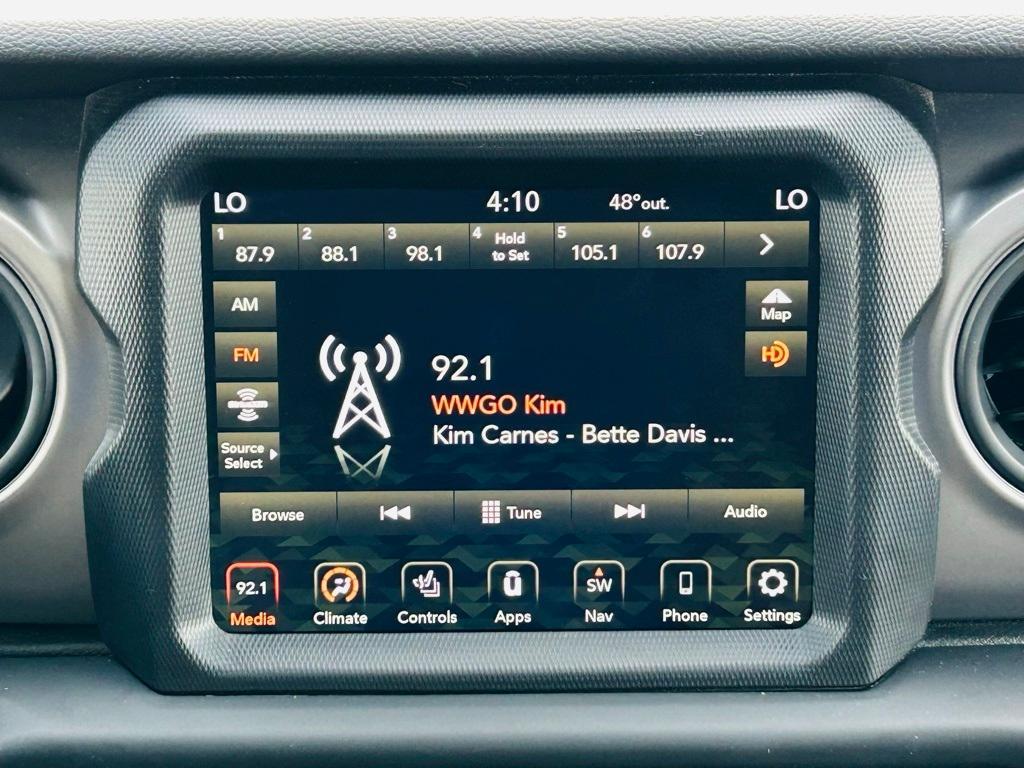 LO 4:10 48°out. LO
1 87.9 2 88.1 3 98.1 4 Hold to Set 5 105.1 6 107.9
AM
Map
FM
HD
92.1
WWGO Kim
Kim Carnes - Bette Davis ...
Source
Select
Browse Tune Audio
92.1 SW
Media Climate Controls Apps Nav Phone Settings